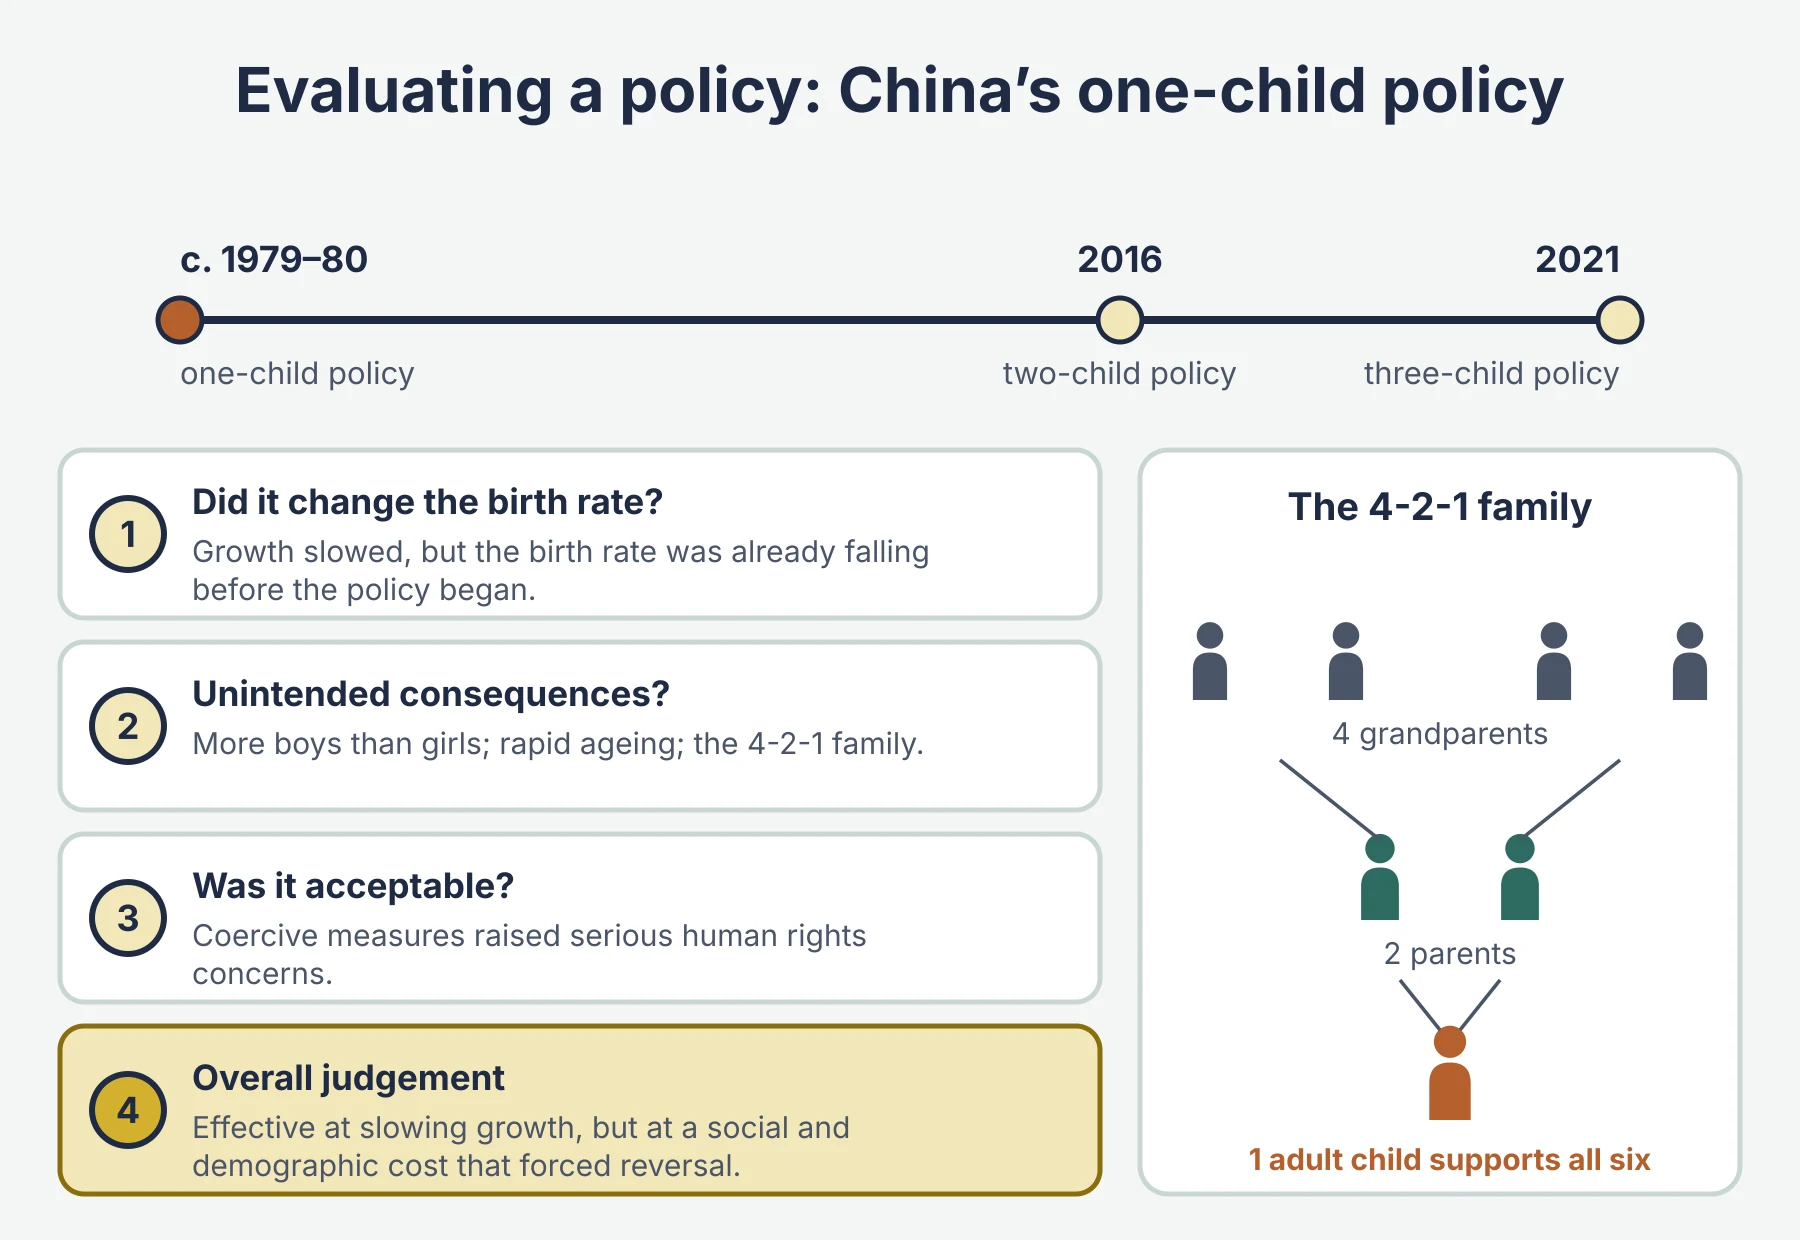 Evaluating a policy: China’s one-child policy
c. 1979–80
2016
2021
one-child policy
two-child policy
three-child policy
1
Did it change the birth rate?
Growth slowed, but the birth rate was already falling
before the policy began.
2
Unintended consequences?
More boys than girls; rapid ageing; the 4-2-1 family.
3
Was it acceptable?
Coercive measures raised serious human rights
concerns.
4
Overall judgement
Effective at slowing growth, but at a social and
demographic cost that forced reversal.
The 4-2-1 family
4 grandparents
2 parents
1 adult child supports all six